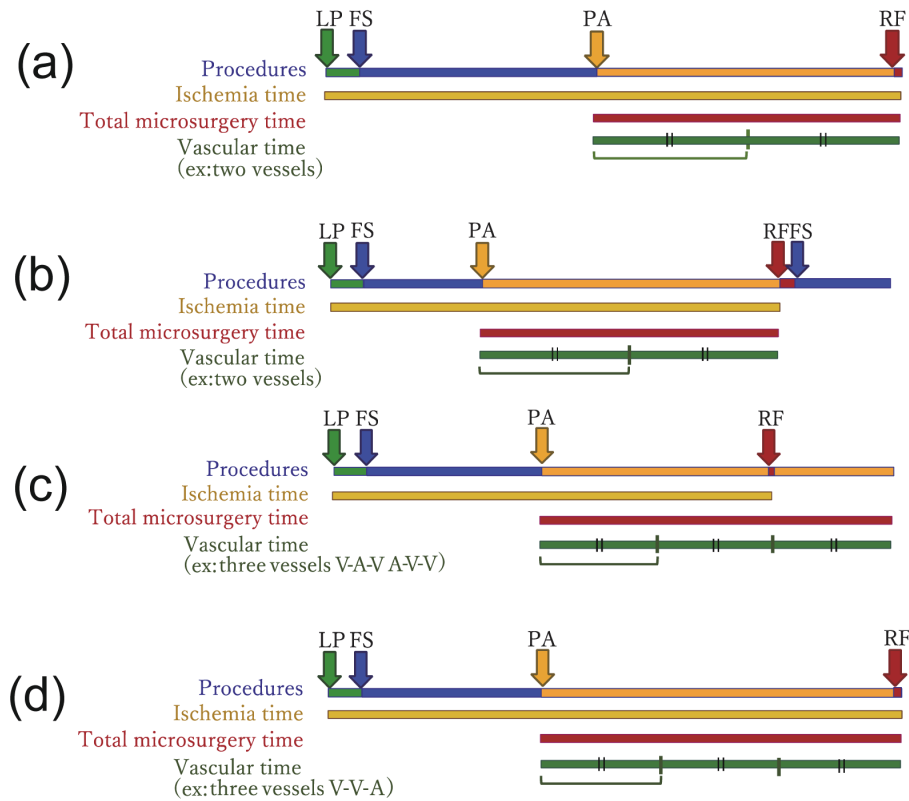 LP FS PA RF
(a)
Procedures
Ischemia time
Total microsurgery time
Vascular time
(ex:two vessels)
LP FS PA RF FS
(b)
Procedures
Ischemia time
Total microsurgery time
Vascular time
(ex:two vessels)
LP FS PA RF
(c)
Procedures
Ischemia time
Total microsurgery time
Vascular time
(ex:three vessels V-A-V A-V-V)
LP FS PA RF
(d)
Procedures
Ischemia time
Total microsurgery time
Vascular time
(ex:three vessels V-V-A)